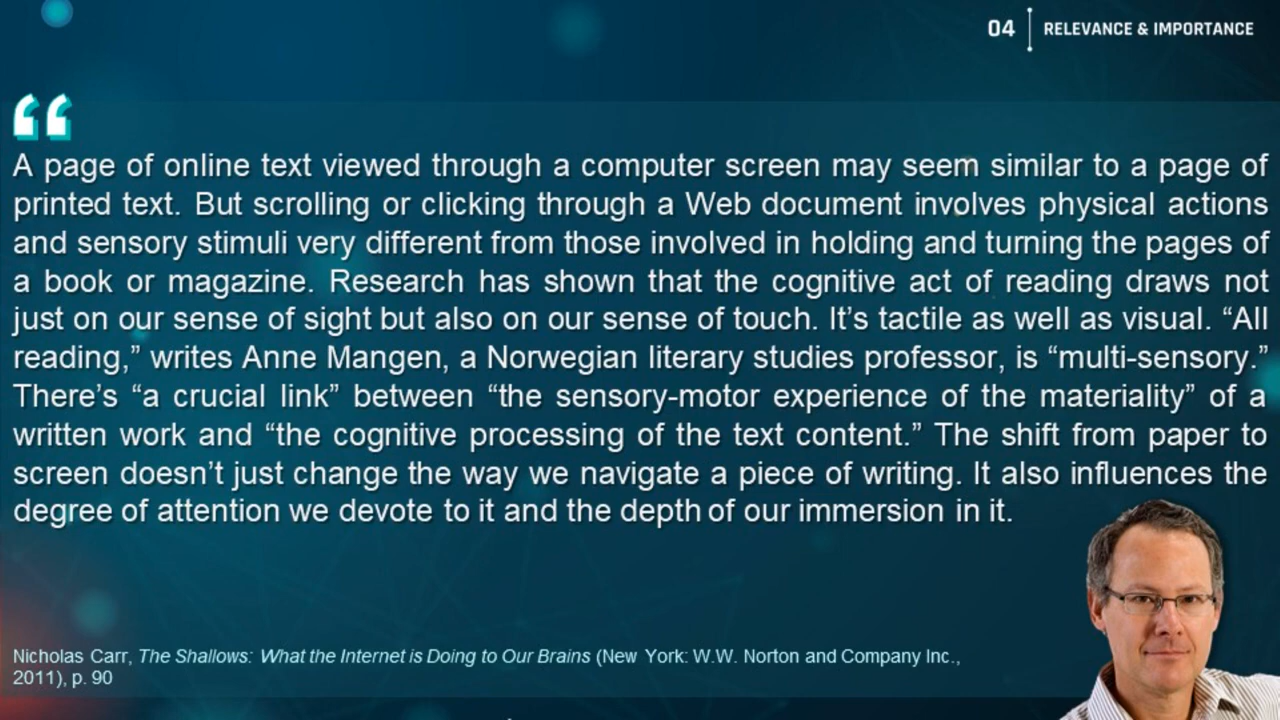 04 | RELEVANCE & IMPORTANCE
“
A page of online text viewed through a computer screen may seem similar to a page of
printed text. But scrolling or clicking through a Web document involves physical actions
and sensory stimuli very different from those involved in holding and turning the pages of
a book or magazine. Research has shown that the cognitive act of reading draws not
just on our sense of sight but also on our sense of touch. It’s tactile as well as visual. “All
reading,” writes Anne Mangen, a Norwegian literary studies professor, is “multi-sensory.”
There’s “a crucial link” between “the sensory-motor experience of the materiality” of a
written work and “the cognitive processing of the text content.” The shift from paper to
screen doesn’t just change the way we navigate a piece of writing. It also influences the
degree of attention we devote to it and the depth of our immersion in it.
Nicholas Carr, The Shallows: What the Internet is Doing to Our Brains (New York: W.W. Norton and Company Inc.,
2011), p. 90